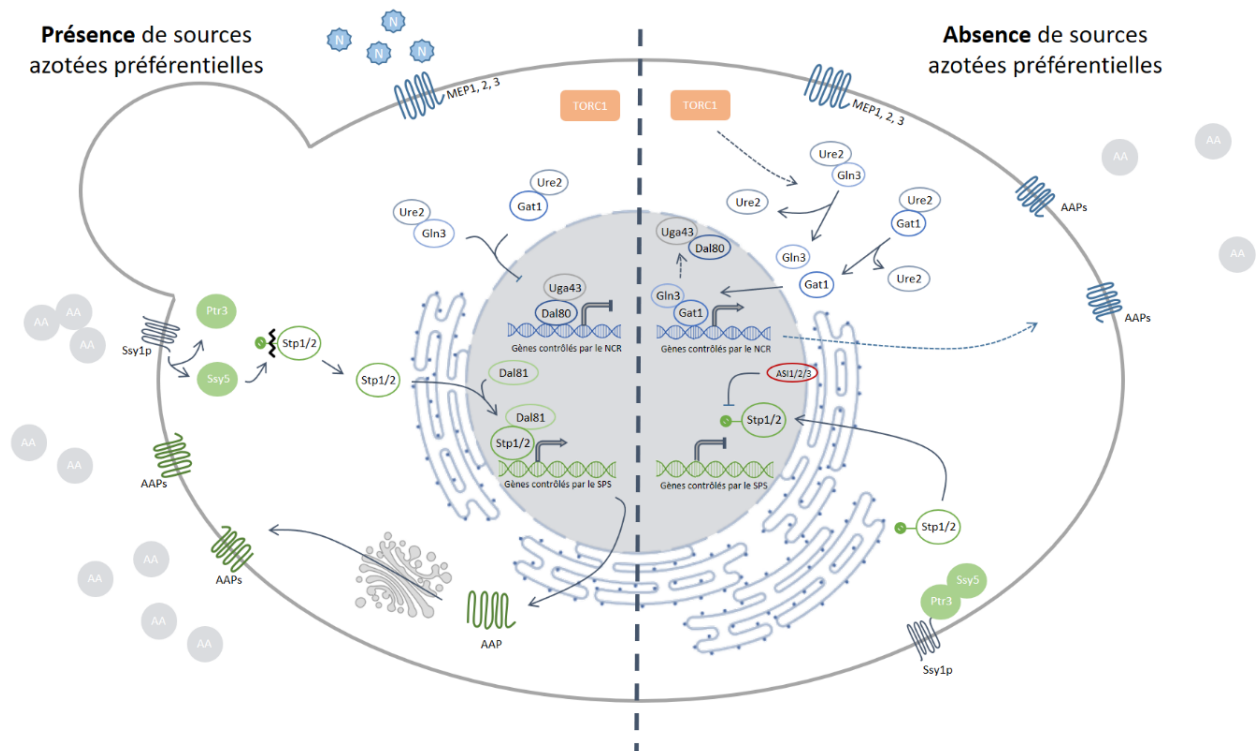 Présence de sources
azotées préférentielles
N
N
N
N
MEP1, 2, 3
TORC1
Ure2
Gat1
Ure2
Gln3
Uga43
Dal80
Gènes contrôlés par le NCR
AA
AA
AA
Ssy1p
Ptr3
Ssy5
Stp1/2
Stp1/2
Dal81
Dal81
Stp1/2
Gènes contrôlés par le SPS
AA
AA
AAPs
AAPs
AA
AA
AA
AA
AAP
Absence de sources
azotées préférentielles
TORC1
MEP1, 2, 3
AA
AA
AA
Ure2
Gln3
Ure2
Ure2
Gat1
AAPs
Uga43
Dal80
Gln3
Gat1
Ure2
Gln3
Gat1
AAPs
Gènes contrôlés par le NCR
ASI1/2/3
Stp1/2
Gènes contrôlés par le SPS
Stp1/2
Ssy5
Ptr3
Ssy1p